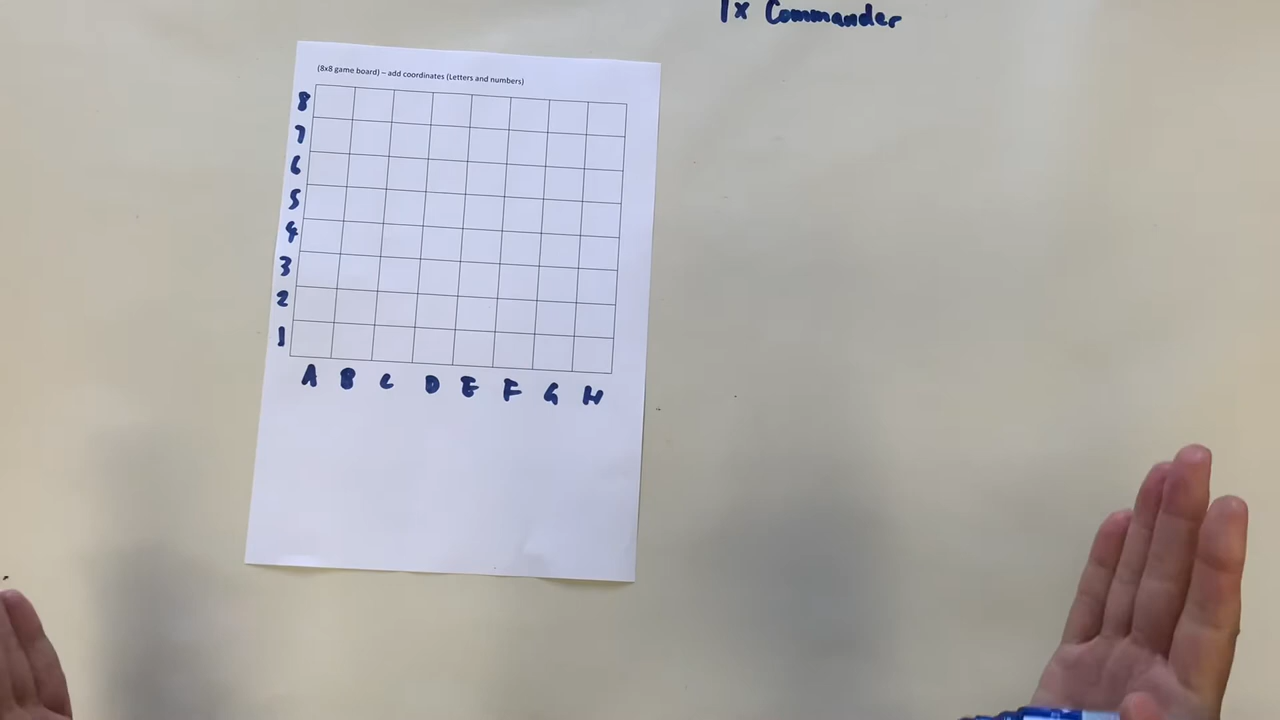 1x Commander
(8x8 game board) – add coordinates (Letters and numbers)
8
7
6
5
4
3
2
1
A B C D E F G H